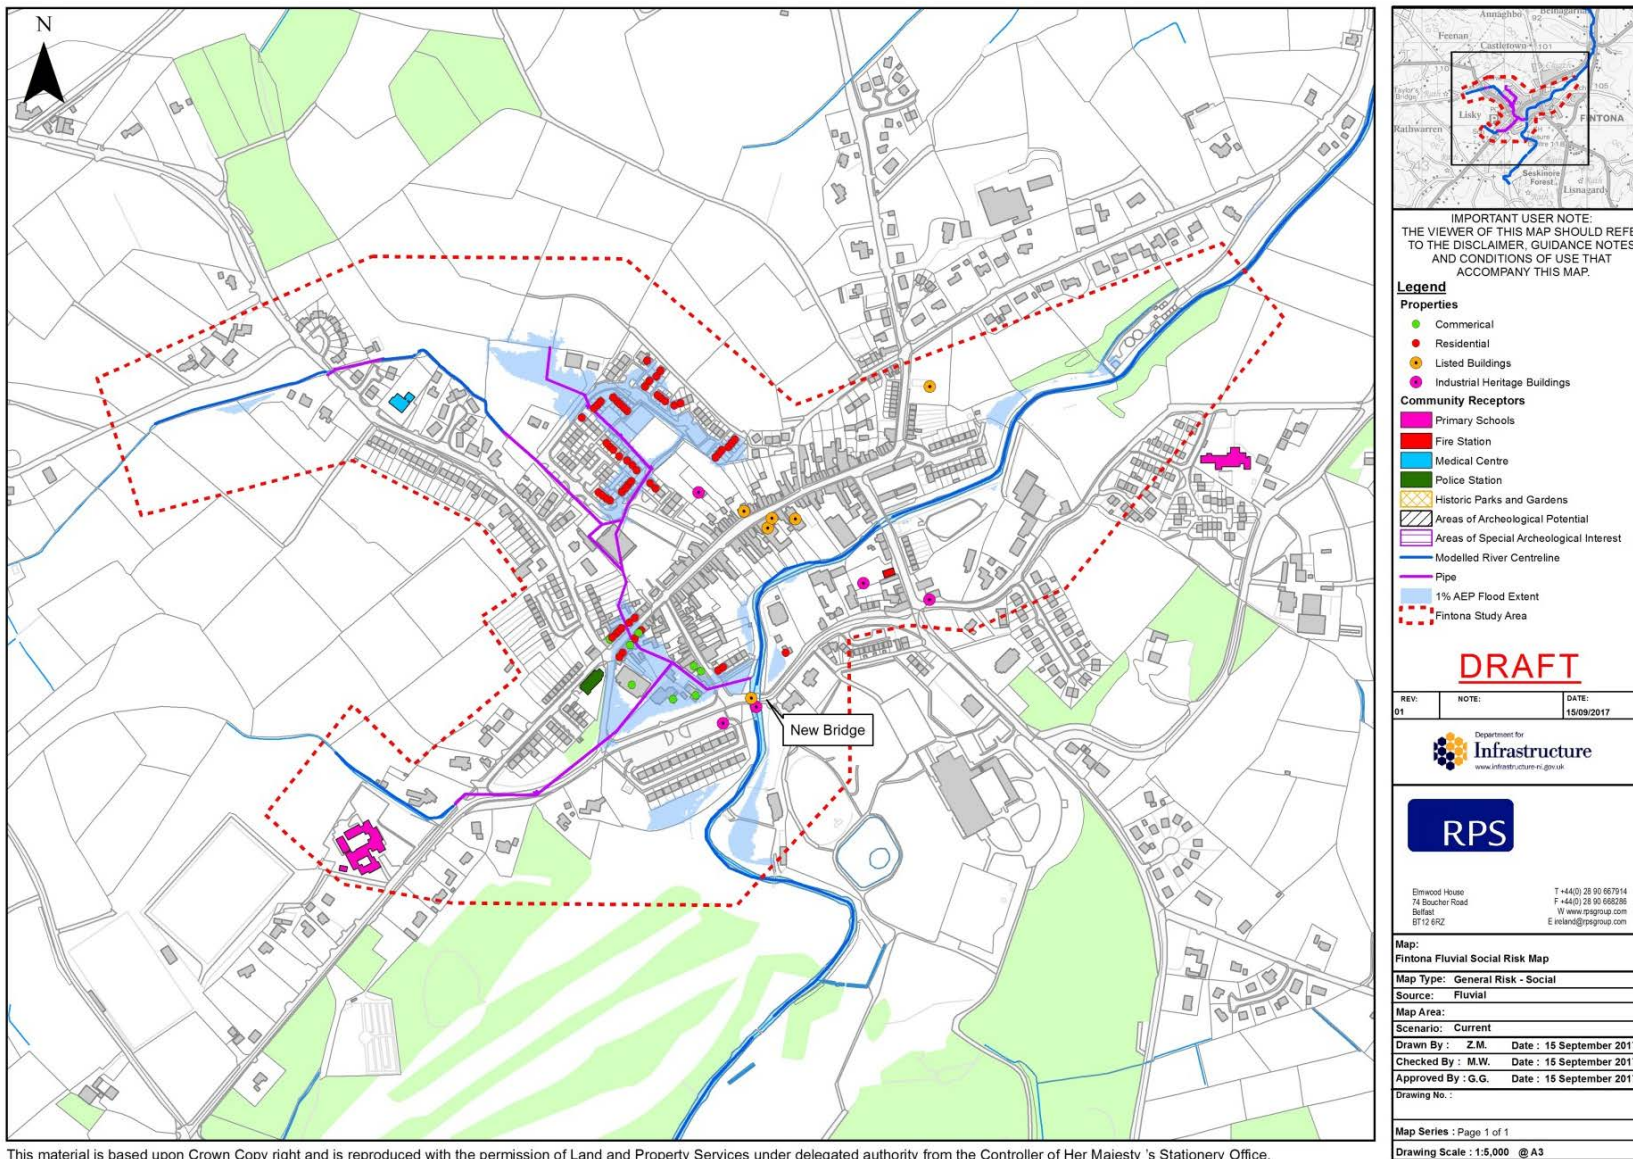 N
New Bridge
Annaghbo
92
Feenan
Castletown
101
Lisky
Rathwarren
FINTONA
105
Seskinore
Forest
Lisnagardy
IMPORTANT USER NOTE:
THE VIEWER OF THIS MAP SHOULD REFE
TO THE DISCLAIMER, GUIDANCE NOTES
AND CONDITIONS OF USE THAT
ACCOMPANY THIS MAP.
Legend
Properties
Commerical
Residential
Listed Buildings
Industrial Heritage Buildings
Community Receptors
Primary Schools
Fire Station
Medical Centre
Police Station
Historic Parks and Gardens
Areas of Archeological Potential
Areas of Special Archeological Interest
Modelled River Centreline
Pipe
1% AEP Flood Extent
Fintona Study Area
DRAFT
REV: NOTE: DATE:
01 15/09/2017
Department for
Infrastructure
www.infrastructure-ni.gov.uk
RPS
Elmwood House T +44(0) 28 90 667914
74 Boucher Road F +44(0) 28 90 668286
Belfast W www.rpsgroup.com
BT12 6RZ E ireland@rpsgroup.com
Map:
Fintona Fluvial Social Risk Map
Map Type: General Risk - Social
Source: Fluvial
Map Area:
Scenario: Current
Drawn By : Z.M. Date : 15 September 2017
Checked By : M.W. Date : 15 September 2017
Approved By : G.G. Date : 15 September 2017
Drawing No. :
Map Series : Page 1 of 1
Drawing Scale : 1:5,000 @ A3
This material is based upon Crown Copy right and is reproduced with the permission of Land and Property Services under delegated authority from the Controller of Her Majesty 's Stationery Office,